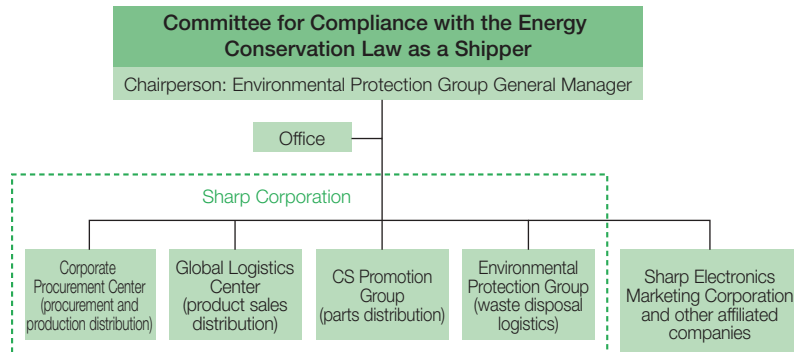 Committee for Compliance with the Energy
Conservation Law as a Shipper
Chairperson: Environmental Protection Group General Manager
Office
Sharp Corporation
Corporate
Procurement Center
(procurement and
production distribution)
Global Logistics
Center
(product sales
distribution)
CS Promotion
Group
(parts distribution)
Environmental
Protection Group
(waste disposal
logistics)
Sharp Electronics
Marketing Corporation
and other affiliated
companies